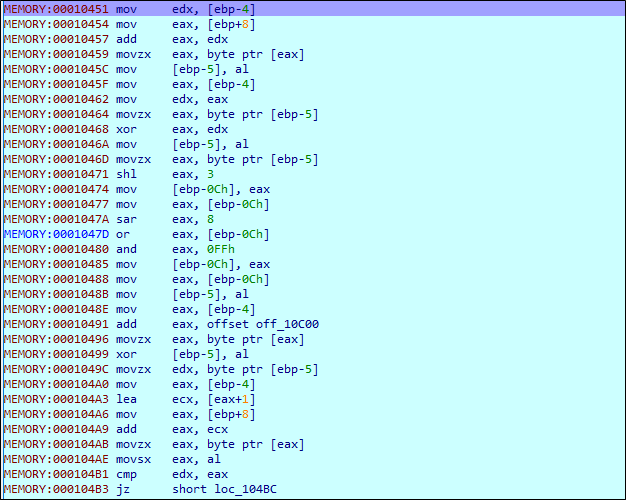 MEMORY:00010451 mov edx, [ebp-4]
MEMORY:00010454 mov eax, [ebp+8]
MEMORY:00010457 add eax, edx
MEMORY:00010459 movzx eax, byte ptr [eax]
MEMORY:0001045C mov [ebp-5], al
MEMORY:0001045F mov eax, [ebp-4]
MEMORY:00010462 mov edx, eax
MEMORY:00010464 movzx eax, byte ptr [ebp-5]
MEMORY:00010468 xor eax, edx
MEMORY:0001046A mov [ebp-5], al
MEMORY:0001046D movzx eax, byte ptr [ebp-5]
MEMORY:00010471 shl eax, 3
MEMORY:00010474 mov [ebp-0Ch], eax
MEMORY:00010477 mov eax, [ebp-0Ch]
MEMORY:0001047A sar eax, 8
MEMORY:0001047D or eax, [ebp-0Ch]
MEMORY:00010480 and eax, 0FFh
MEMORY:00010485 mov [ebp-0Ch], eax
MEMORY:00010488 mov eax, [ebp-0Ch]
MEMORY:0001048B mov [ebp-5], al
MEMORY:0001048E mov eax, [ebp-4]
MEMORY:00010491 add eax, offset off_10C00
MEMORY:00010496 movzx eax, byte ptr [eax]
MEMORY:00010499 xor [ebp-5], al
MEMORY:0001049C movzx edx, byte ptr [ebp-5]
MEMORY:000104A0 mov eax, [ebp-4]
MEMORY:000104A3 lea ecx, [eax+1]
MEMORY:000104A6 mov eax, [ebp+8]
MEMORY:000104A9 add eax, ecx
MEMORY:000104AB movzx eax, byte ptr [eax]
MEMORY:000104AE movsx eax, al
MEMORY:000104B1 cmp edx, eax
MEMORY:000104B3 jz short loc_104BC